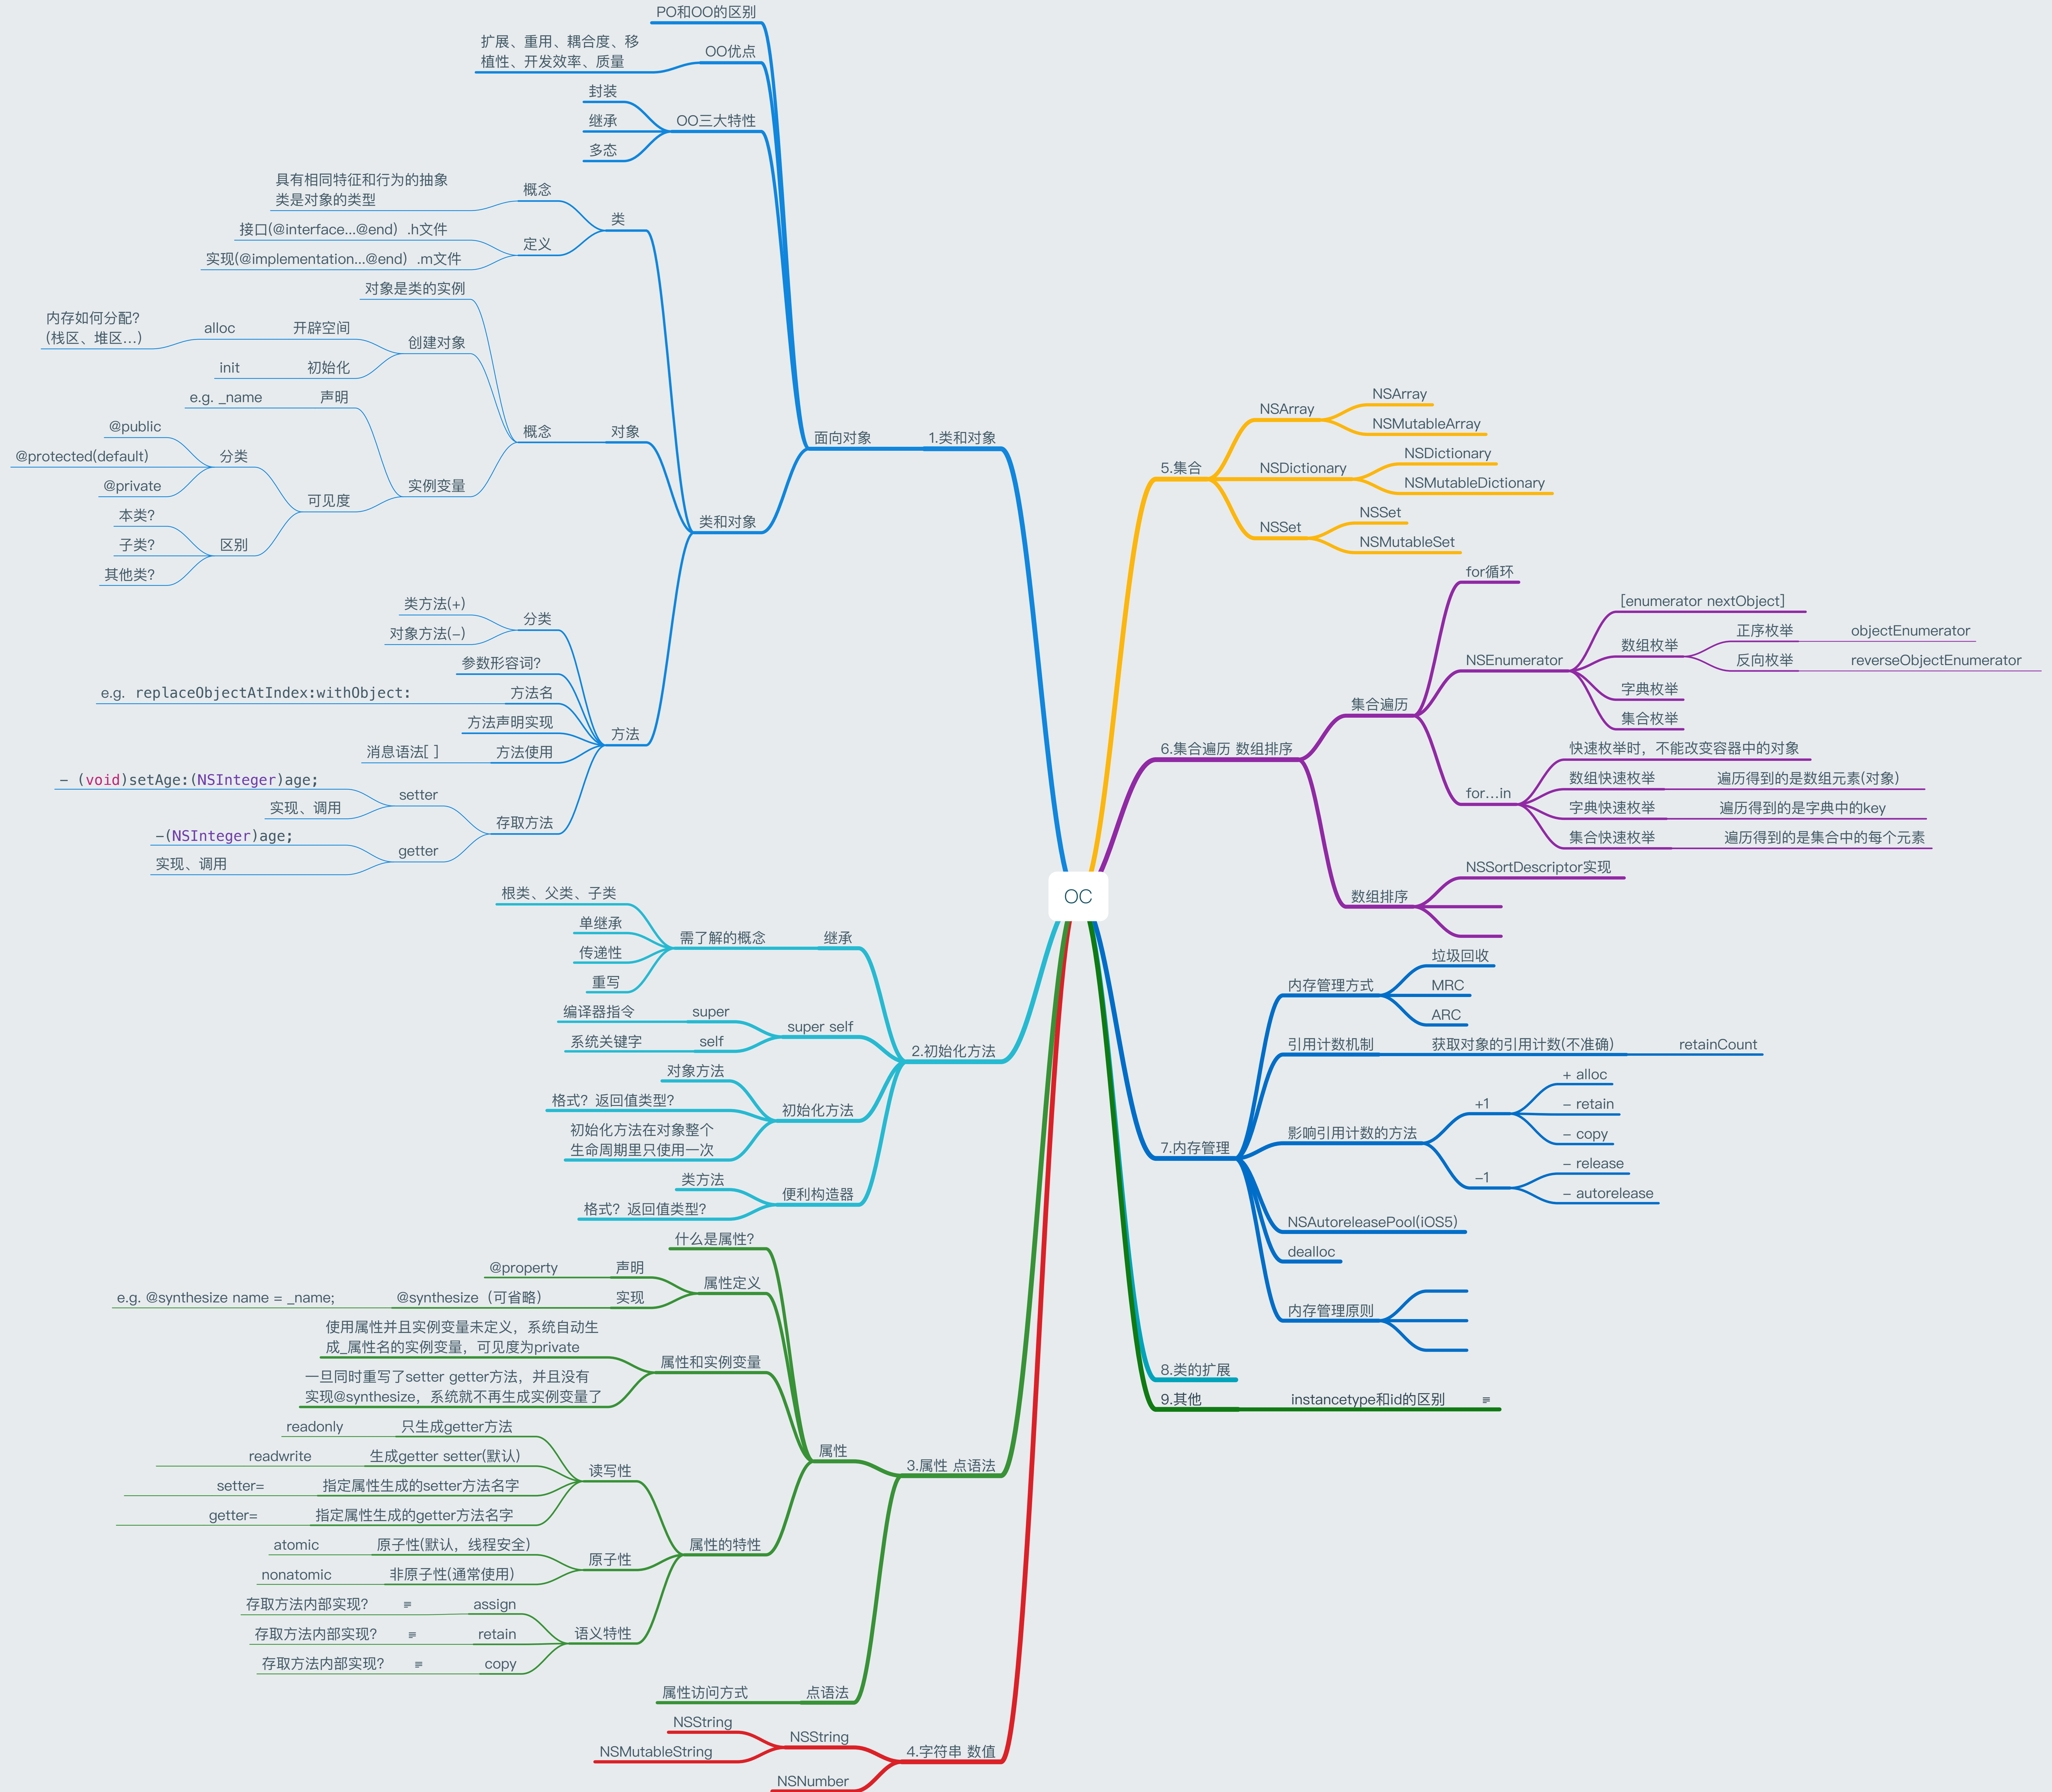 OC
1.类和对象
面向对象
PO和OO的区别
OO优点
扩展、重用、耦合度、移
植性、开发效率、质量
OO三大特性
封装
继承
多态
类和对象
类
概念
具有相同特征和行为的抽象
类是对象的类型
定义
接口(@interface...@end) .h文件
实现(@implementation...@end) .m文件
对象
概念
对象是类的实例
创建对象
开辟空间
alloc
内存如何分配?
(栈区、堆区...)
初始化
init
实例变量
声明
e.g. _name
可见度
分类
@public
@protected(default)
@private
区别
本类?
子类?
其他类?
方法
分类
类方法(+)
对象方法(-)
参数形容词?
方法名
e.g. replaceObjectAtIndex:withObject:
方法声明实现
方法使用
消息语法[ ]
存取方法
setter
- (void)setAge:(NSInteger)age;
实现、调用
getter
-(NSInteger)age;
实现、调用
2.初始化方法
继承
需了解的概念
根类、父类、子类
单继承
传递性
重写
super self
super
编译器指令
self
系统关键字
初始化方法
对象方法
格式? 返回值类型?
初始化方法在对象整个
生命周期里只使用一次
便利构造器
类方法
格式? 返回值类型?
3.属性 点语法
属性
什么是属性?
属性定义
声明
@property
实现
@synthesize（可省略）
e.g. @synthesize name = _name;
属性和实例变量
使用属性并且实例变量未定义，系统自动生
成_属性名的实例变量，可见度为private
一旦同时重写了setter getter方法，并且没有
实现@synthesize，系统就不再生成实例变量了
属性的特性
读写性
只生成getter方法
readonly
生成getter setter(默认)
readwrite
指定属性生成的setter方法名字
setter=
指定属性生成的getter方法名字
getter=
原子性
原子性(默认，线程安全)
atomic
非原子性(通常使用)
nonatomic
语义特性
assign
存取方法内部实现?
retain
存取方法内部实现?
copy
存取方法内部实现?
点语法
属性访问方式
4.字符串 数值
NSString
NSString
NSMutableString
NSNumber
5.集合
NSArray
NSArray
NSMutableArray
NSDictionary
NSDictionary
NSMutableDictionary
NSSet
NSSet
NSMutableSet
6.集合遍历 数组排序
集合遍历
for循环
NSEnumerator
[enumerator nextObject]
数组枚举
正序枚举
objectEnumerator
反向枚举
reverseObjectEnumerator
字典枚举
集合枚举
for...in
快速枚举时，不能改变容器中的对象
数组快速枚举
遍历得到的是数组元素(对象)
字典快速枚举
遍历得到的是字典中的key
集合快速枚举
遍历得到的是集合中的每个元素
数组排序
NSSortDescriptor实现
7.内存管理
内存管理方式
垃圾回收
MRC
ARC
引用计数机制
获取对象的引用计数(不准确)
retainCount
影响引用计数的方法
+1
+ alloc
- retain
- copy
-1
- release
- autorelease
NSAutoreleasePool(iOS5)
dealloc
内存管理原则
8.类的扩展
9.其他
instancetype和id的区别